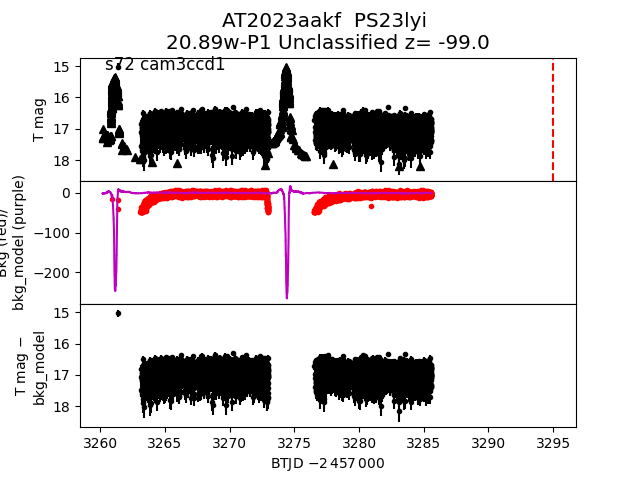 AT2023aakf  PS23lyi
20.89w-P1 Unclassified z= -99.0
s72 cam3ccd1
15
16
17
18
T mag
0
−100
−200
Bkg (red)/
bkg_model (purple)
15
16
17
18
T mag −
bkg_model
3260 3265 3270 3275 3280 3285 3290 3295
BTJD −2 457 000